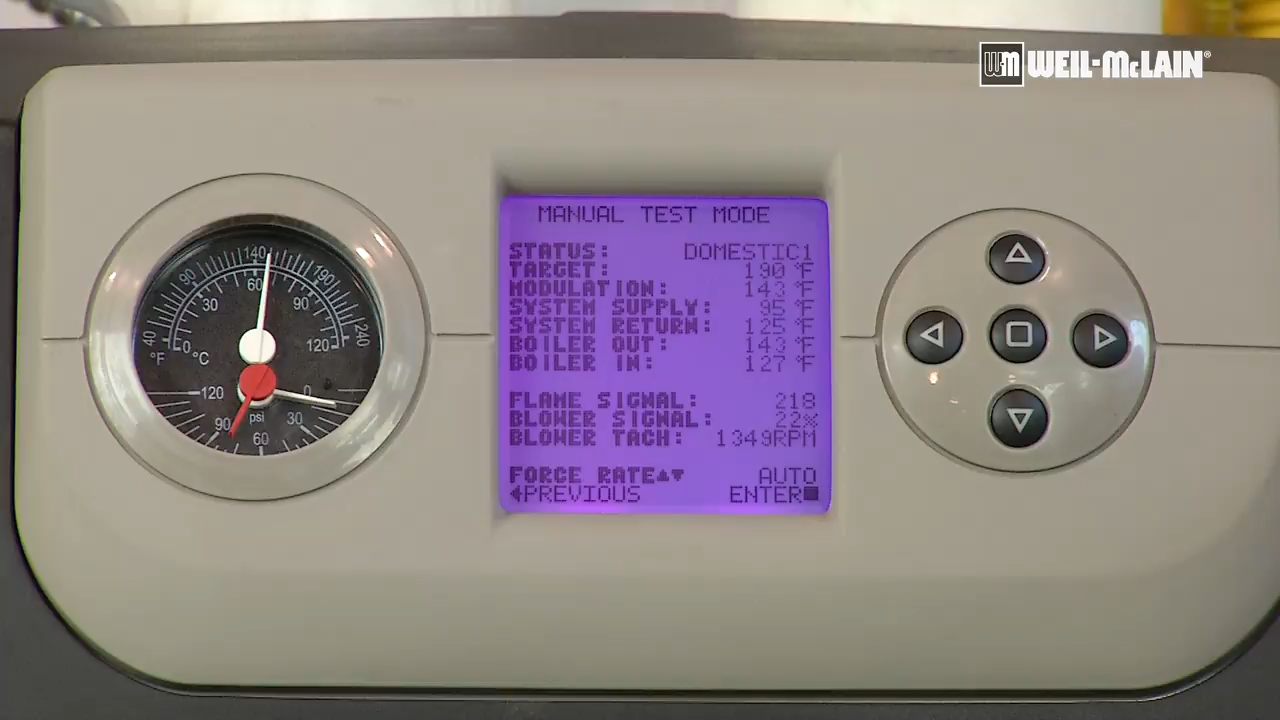 W-M WEIL-McLAIN®
MANUAL TEST MODE
STATUS: DOMESTIC1
TARGET: 190 °F
MODULATION: 143 °F
SYSTEM SUPPLY: 95 °F
SYSTEM RETURN: 125 °F
BOILER OUT: 143 °F
BOILER IN: 127 °F
FLAME SIGNAL: 218
BLOWER SIGNAL: 22%
BLOWER TACH: 1349RPM
FORCE RATE▲▼ AUTO
◀PREVIOUS ENTER■
40 90 140 190 240
0 30 60 90 120
°F °C
120 90 60 30 0
psi